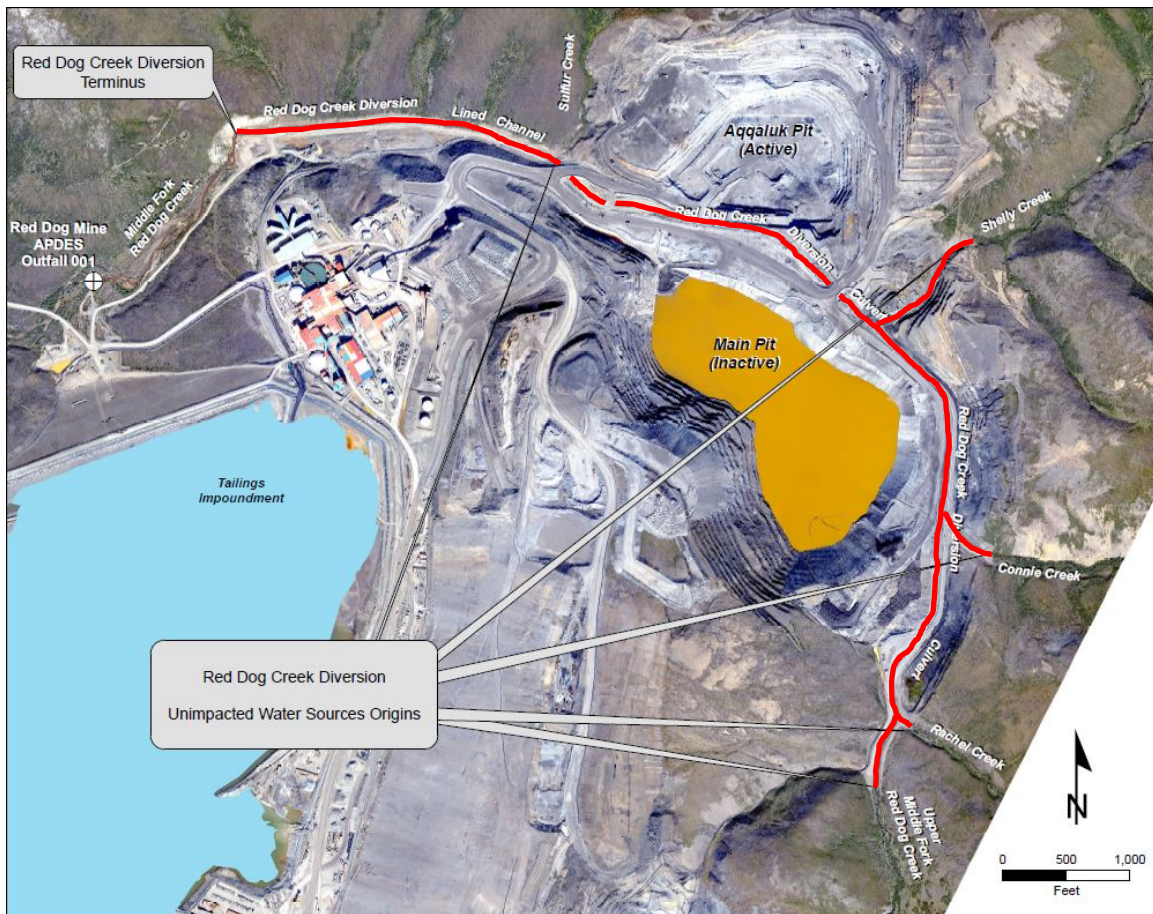 Red Dog Creek Diversion
Terminus
Red Dog Creek Diversion
Lined Channel
Sulfur Creek
Aqqaluk Pit
(Active)
Middle Fork
Red Dog Creek
Red Dog Mine
APDES
Outfall 001
Red Dog Creek
Diversion
Culvert
Shelly Creek
Main Pit
(Inactive)
Red Dog Creek
Diversion
Tailings
Impoundment
Connie Creek
Culvert
Red Dog Creek Diversion
Unimpacted Water Sources Origins
Rachel Creek
Upper
Middle Fork
Red Dog Creek
N
0 500 1,000
Feet